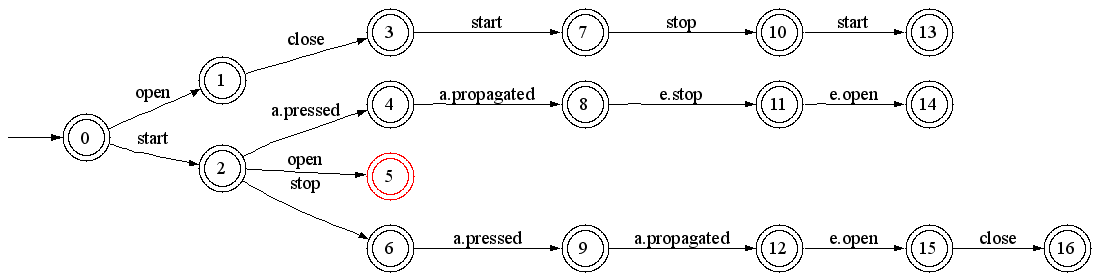 3 start 7 stop 10 start 13
close
1
open
a.pressed 4 a.propagated 8 e.stop 11 e.open 14
0 start
2 open 5
stop
6 a.pressed 9 a.propagated 12 e.open 15 close 16